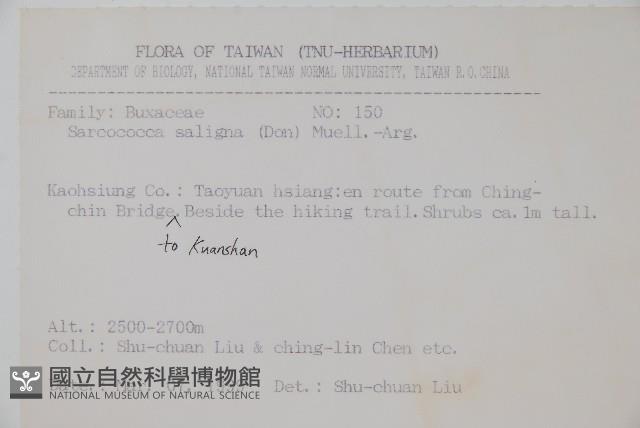 FLORA OF TAIWAN (TNU-HERBARIUM)
DEPARTMENT OF BIOLOGY, NATIONAL TAIWAN NORMAL UNIVERSITY, TAIWAN R.O.CHINA
Family: Buxaceae NO: 150
Sarcococca saligna (Don) Muell.-Arg.
Kaohsiung Co.: Taoyuan hsiang:en route from Ching-
chin Bridge.Beside the hiking trail.Shrubs ca.1m tall.
to Kuanshan
Alt.: 2500-2700m
Coll.: Shu-chuan Liu & ching-lin Chen etc.
Det.: Shu-chuan Liu
國立自然科學博物館
NATIONAL MUSEUM OF NATURAL SCIENCE